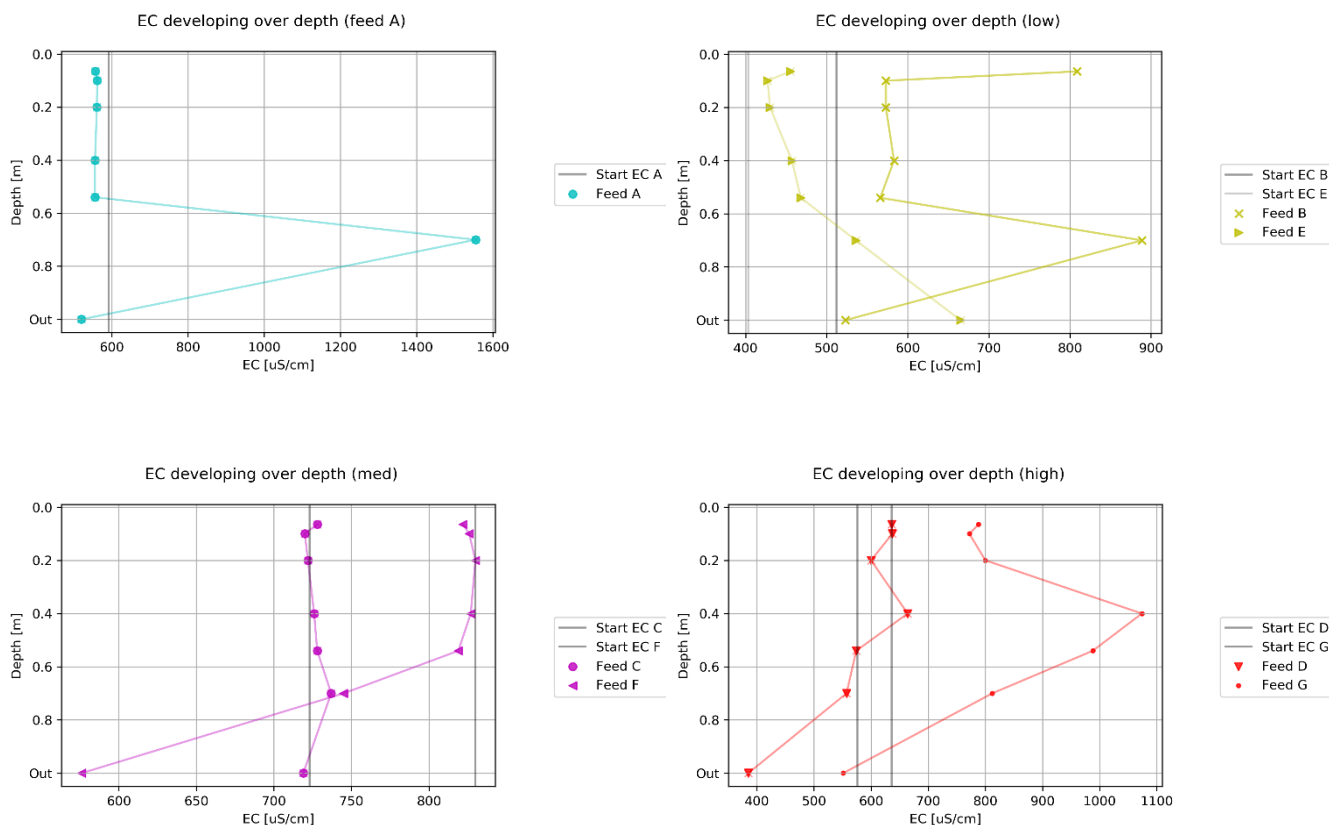 EC developing over depth (feed A)
0.0
0.2
0.4
0.6
0.8
Out
Depth [m]
600
800
1000
1200
1400
1600
EC [uS/cm]
Start EC A
Feed A
EC developing over depth (low)
0.0
0.2
0.4
0.6
0.8
Out
Depth [m]
400
500
600
700
800
900
EC [uS/cm]
Start EC B
Start EC E
Feed B
Feed E
EC developing over depth (med)
0.0
0.2
0.4
0.6
0.8
Out
Depth [m]
600
650
700
750
800
EC [uS/cm]
Start EC C
Start EC F
Feed C
Feed F
EC developing over depth (high)
0.0
0.2
0.4
0.6
0.8
Out
Depth [m]
400
500
600
700
800
900
1000
1100
EC [uS/cm]
Start EC D
Start EC G
Feed D
Feed G